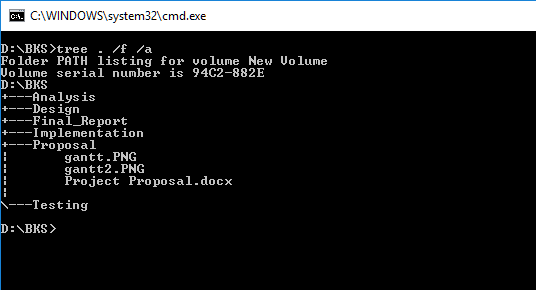 C:\WINDOWS\system32\cmd.exe
D:\BKS>tree . /f /a
Folder PATH listing for volume New Volume
Volume serial number is 94C2-882E
D:\BKS
+---Analysis
+---Design
+---Final_Report
+---Implementation
+---Proposal
¦       gantt.PNG
¦       gantt2.PNG
¦       Project Proposal.docx
¦
\---Testing
D:\BKS>